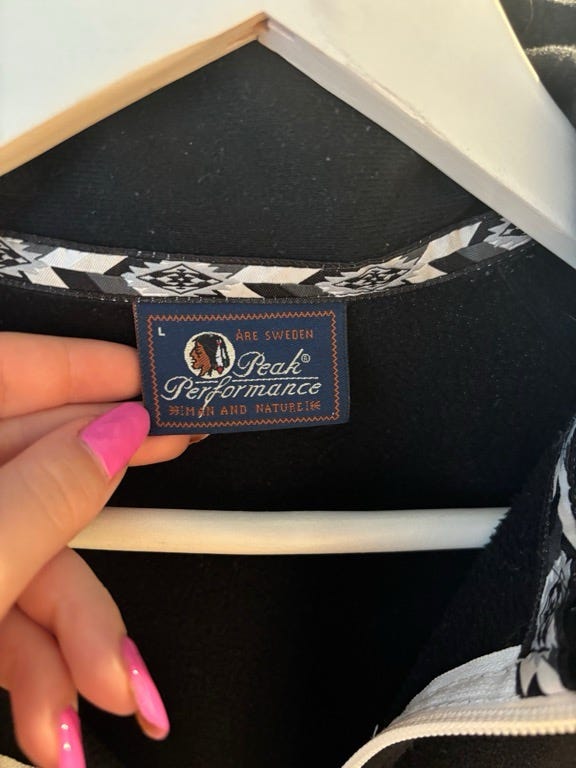 L
ÅRE SWEDEN
Peak®
Performance
MAN AND NATURE!